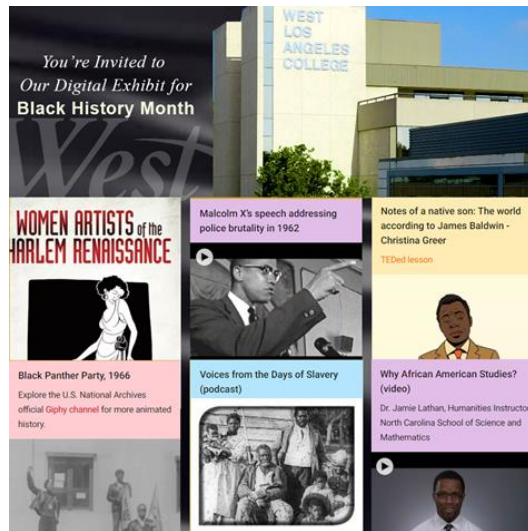 You're Invited to
Our Digital Exhibit for
Black History Month
West
WEST
LOS
ANGELES
COLLEGE
WOMEN ARTISTS of the
HARLEM RENAISSANCE
Malcolm X's speech addressing
police brutality in 1962
Notes of a native son: The world
according to James Baldwin -
Christina Greer
TEDed lesson
Black Panther Party, 1966
Explore the U.S. National Archives
official Giphy channel for more animated
history.
Voices from the Days of Slavery
(podcast)
Why African American Studies?
(video)
Dr. Jamie Lathan, Humanities Instructor
North Carolina School of Science and
Mathematics